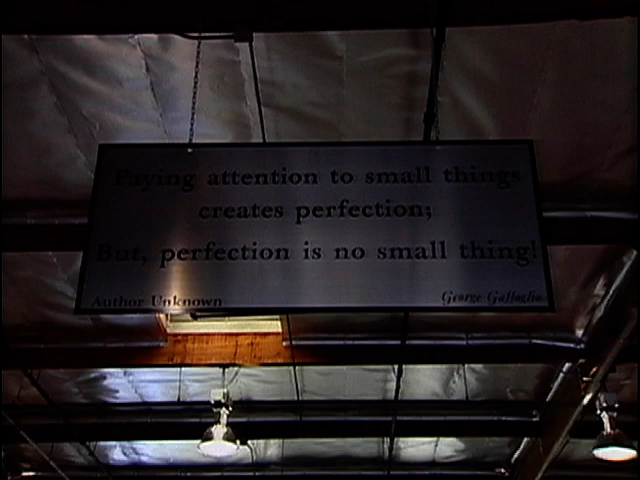 Paying attention to small things
creates perfection;
But, perfection is no small thing!
Author Unknown
George